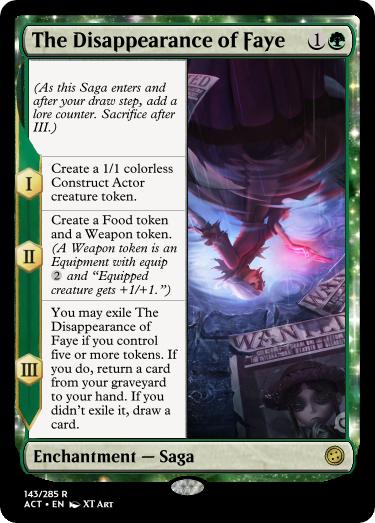 The Disappearance of Faye 1
(As this Saga enters and
after your draw step, add a
lore counter. Sacrifice after
III.)
I
Create a 1/1 colorless
Construct Actor
creature token.
II
Create a Food token
and a Weapon token.
(A Weapon token is an
Equipment with equip
2 and “Equipped
creature gets +1/+1.”)
III
You may exile The
Disappearance of
Faye if you control
five or more tokens. If
you do, return a card
from your graveyard
to your hand. If you
didn't exile it, draw a
card.
WANTED
Enchantment — Saga
143/285 R
ACT • EN XT Art